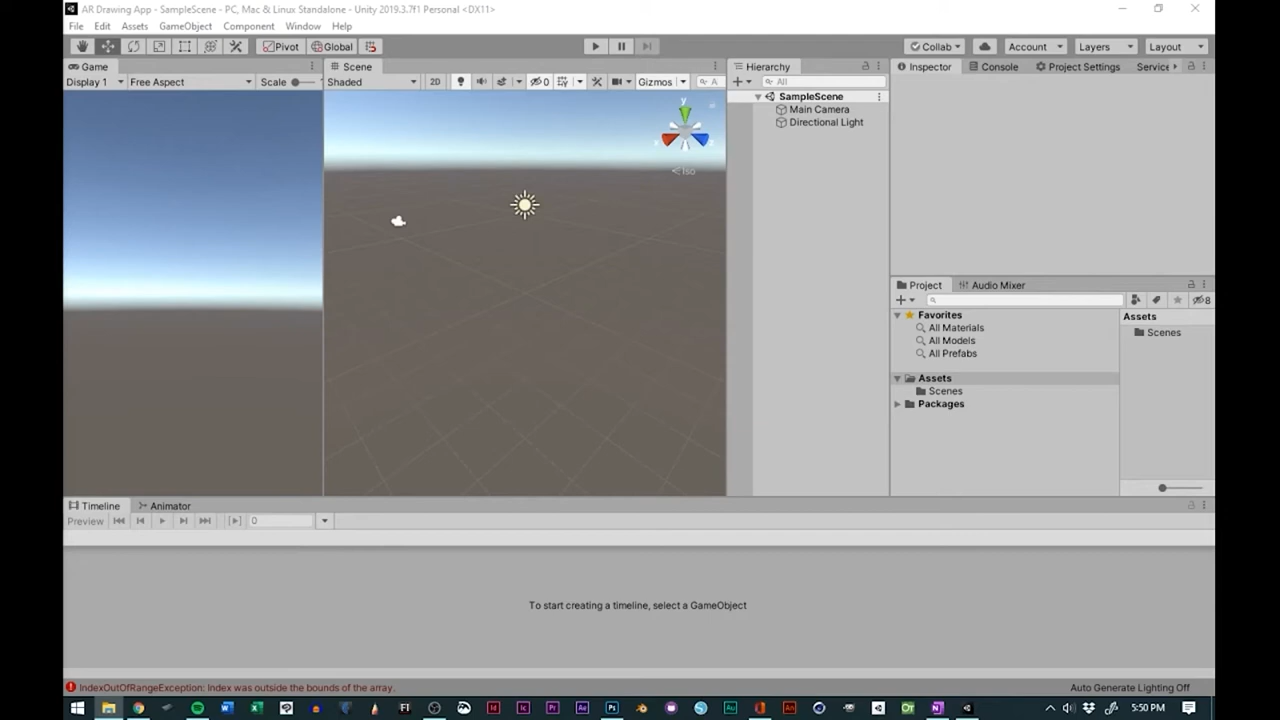 AR Drawing App - SampleScene - PC, Mac & Linux Standalone - Unity 2019.3.7f1 Personal <DX11>
File Edit Assets GameObject Component Window Help
Pivot Global Collab Account Layers Layout
Game Scene Hierarchy Inspector Console Project Settings Service
Display 1 Free Aspect Scale 1 Shaded 2D 0 Gizmos A All
SampleScene
Main Camera
Directional Light
y
x
Iso
Project Audio Mixer
8
Favorites
All Materials
All Models
All Prefabs
Assets
Scenes
Packages
Assets
Scenes
Timeline Animator
Preview 0
To start creating a timeline, select a GameObject
IndexOutOfRangeException: Index was outside the bounds of the array. Auto Generate Lighting Off
5:50 PM